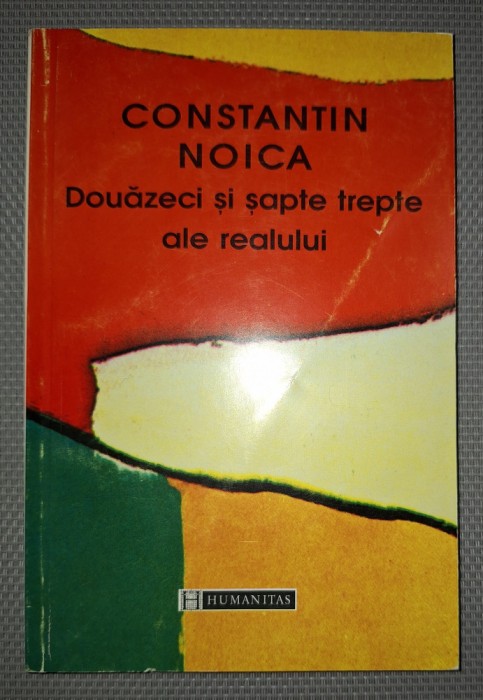 CONSTANTIN
NOICA
Douăzeci și șapte trepte
ale realului
HUMANITAS